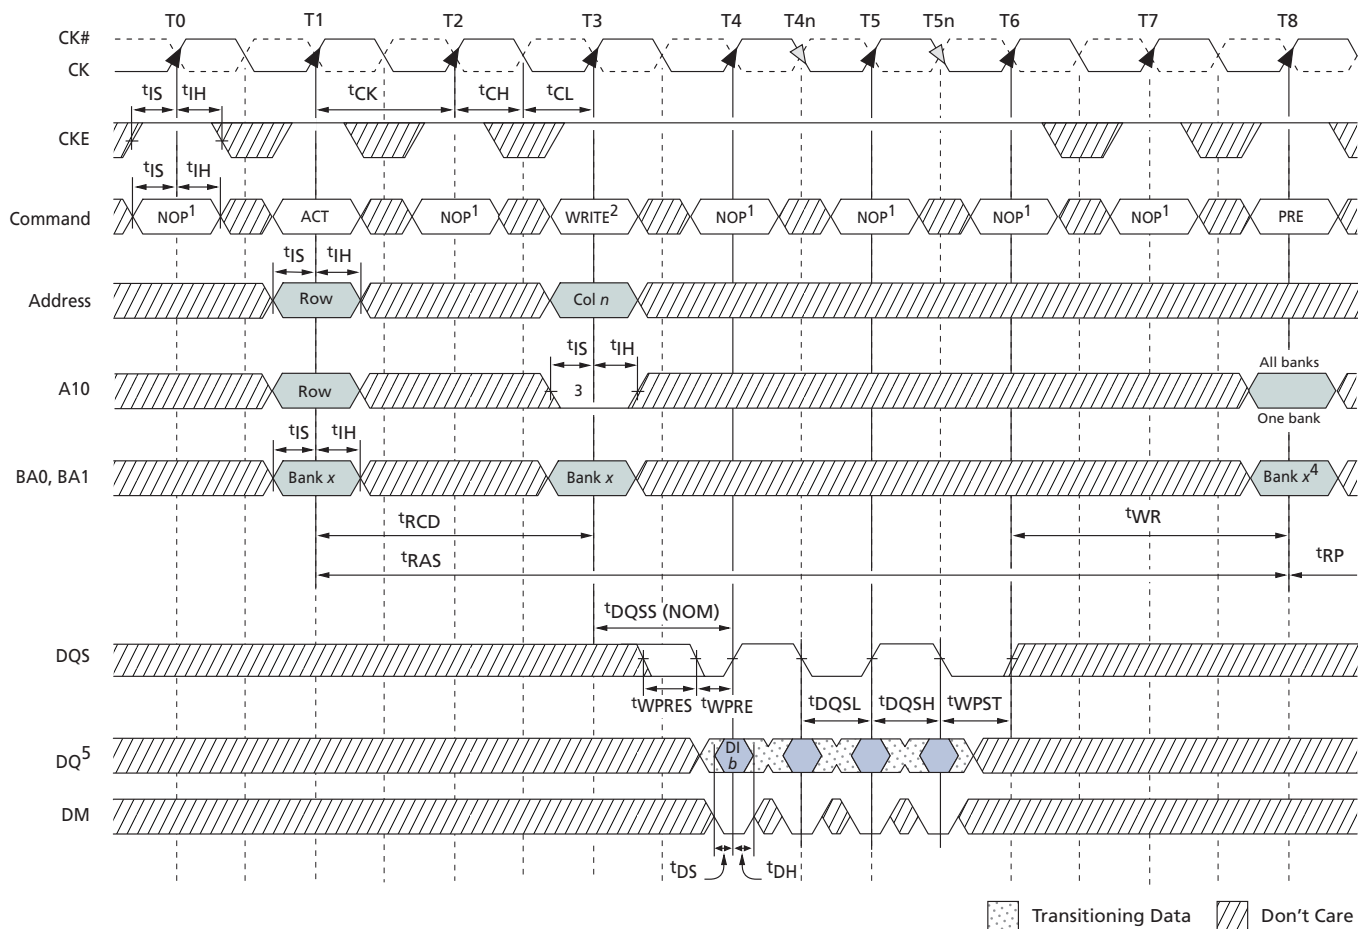 T0 T1 T2 T3 T4 T4n T5 T5n T6 T7 T8
CK#
CK
tIS tIH tCK tCH tCL
CKE
tIS tIH
Command NOP1 ACT NOP1 WRITE2 NOP1 NOP1 NOP1 NOP1 PRE
tIS tIH
Address Row Col n
tIS tIH All banks
A10 Row 3
One bank
tIS tIH
BA0, BA1 Bank x Bank x Bank x4
tRCD tWR
tRAS tRP
tDQSS (NOM)
DQS
tWPRES tWPRE tDQSL tDQSH tWPST
DQ5 DI
b
DM
tDS tDH
Transitioning Data Don't Care